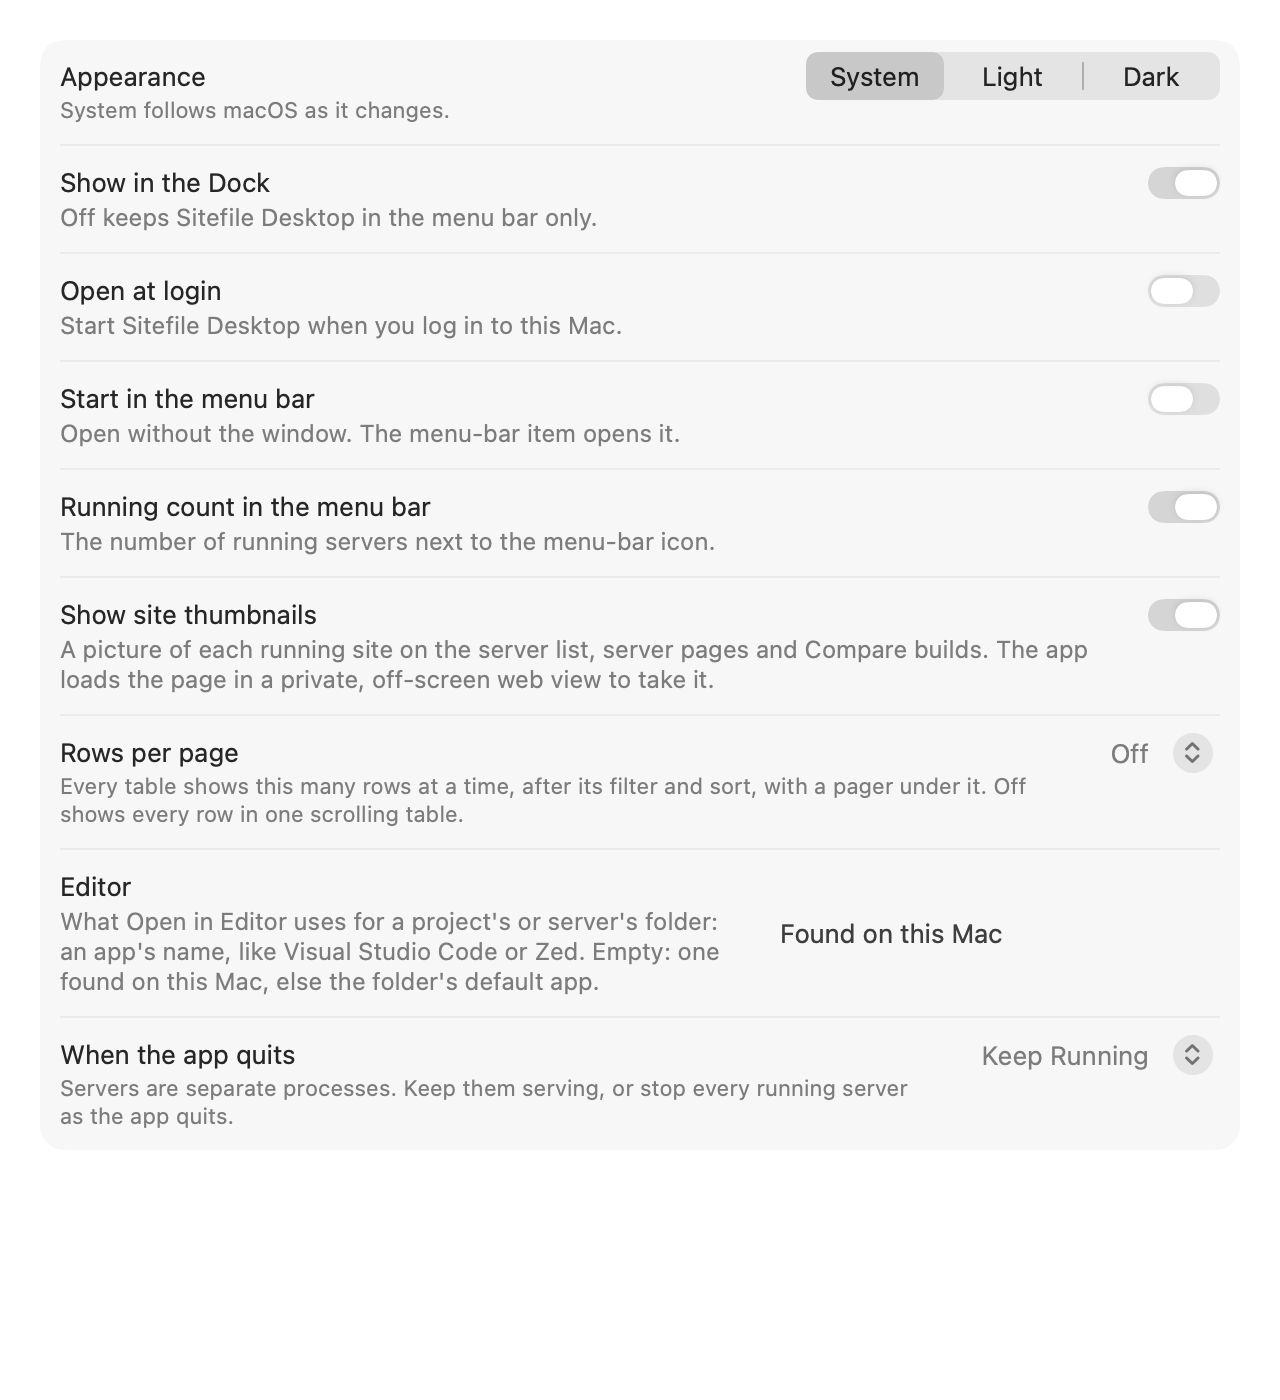 Appearance
System follows macOS as it changes.
System
Light
Dark
Show in the Dock
Off keeps Sitefile Desktop in the menu bar only.
Open at login
Start Sitefile Desktop when you log in to this Mac.
Start in the menu bar
Open without the window. The menu-bar item opens it.
Running count in the menu bar
The number of running servers next to the menu-bar icon.
Show site thumbnails
A picture of each running site on the server list, server pages and Compare builds. The app
loads the page in a private, off-screen web view to take it.
Rows per page
Off
Every table shows this many rows at a time, after its filter and sort, with a pager under it. Off
shows every row in one scrolling table.
Editor
What Open in Editor uses for a project's or server's folder:
an app's name, like Visual Studio Code or Zed. Empty: one
found on this Mac, else the folder's default app.
Found on this Mac
When the app quits
Keep Running
Servers are separate processes. Keep them serving, or stop every running server
as the app quits.